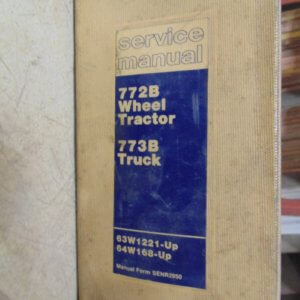 service
manual
772B
Wheel
Tractor
773B
Truck
63W1221-Up
64W168-Up
Manual Form SENR2950